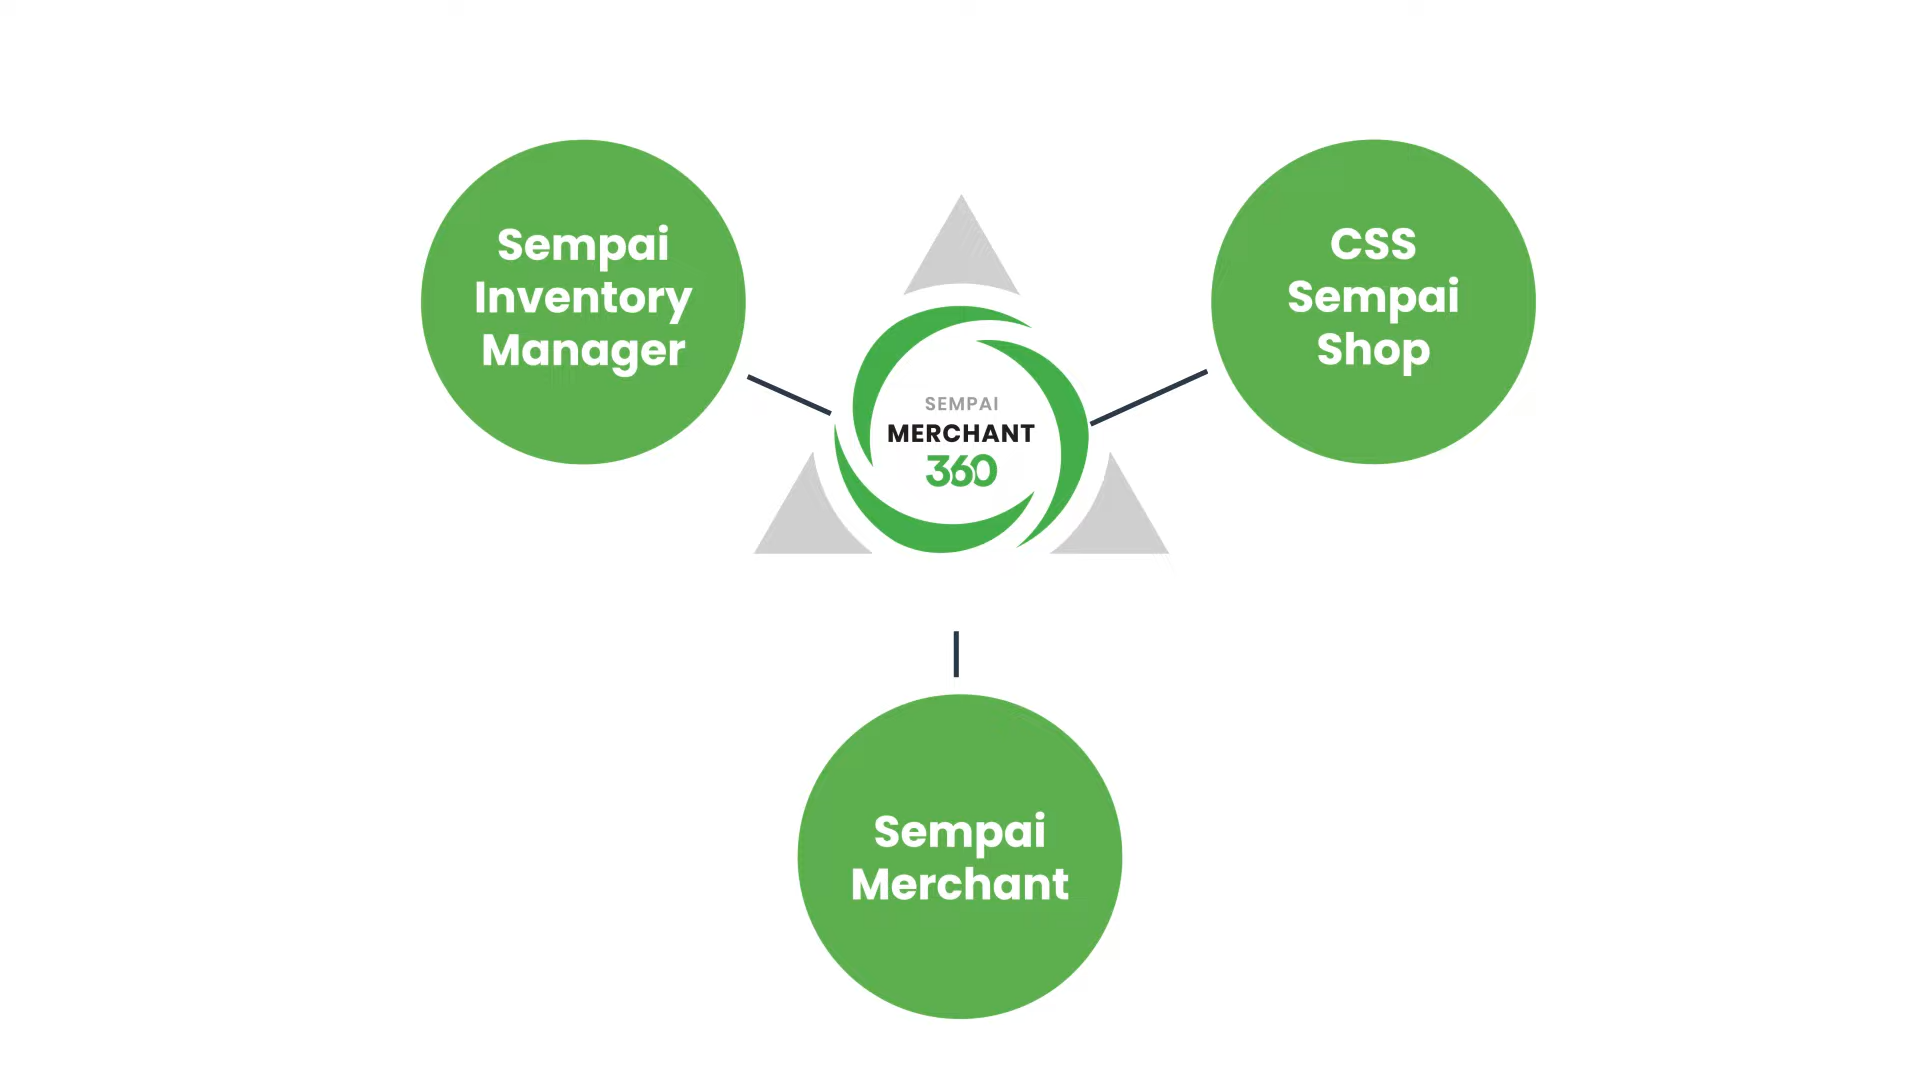 Sempai
Inventory
Manager
CSS
Sempai
Shop
SEMPAI
MERCHANT
360
Sempai
Merchant